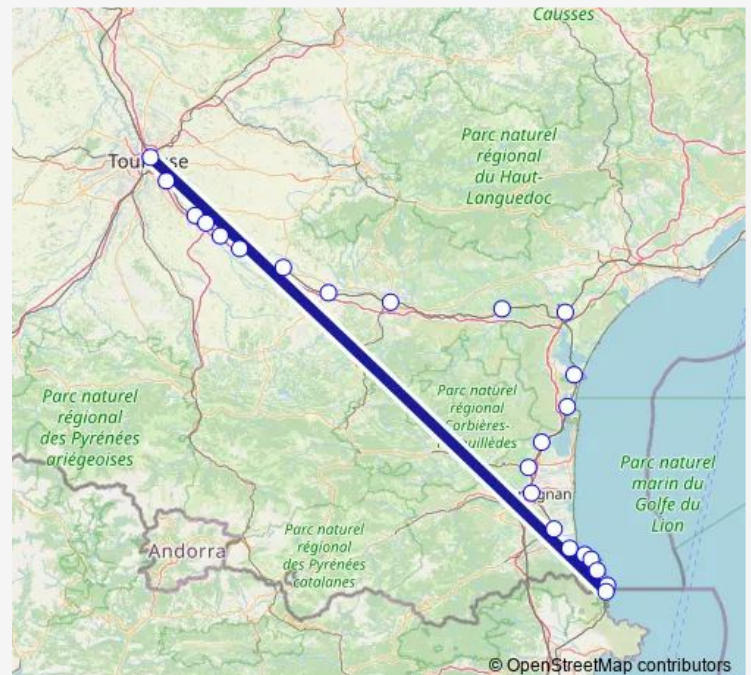 Causses
Parc naturel
régional
du Haut-
Languedoc
Parc naturel
régional
des Pyrénées
ariégeoises
Parc naturel
régional
Corbières-
Parc naturel
marin du
Golfe du
Lion
Andorra
Parc naturel
régional
des Pyrénées
catalanes
© OpenStreetMap contributors